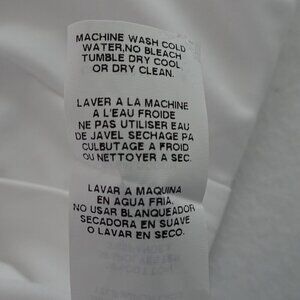 MACHINE WASH COLD
WATER,NO BLEACH
TUMBLE DRY COOL
OR DRY CLEAN.
LAVER A LA MACHINE
A L'EAU FROIDE
NE PAS UTILISER EAU
DE JAVEL SECHAGE PA
CULBUTAGE A FROID
OU NETTOYER A SEC.
LAVAR A MAQUINA
EN AGUA FRIA,
NO USAR BLANQUEADOR
SECADORA EN SUAVE
O LAVAR EN SECO.